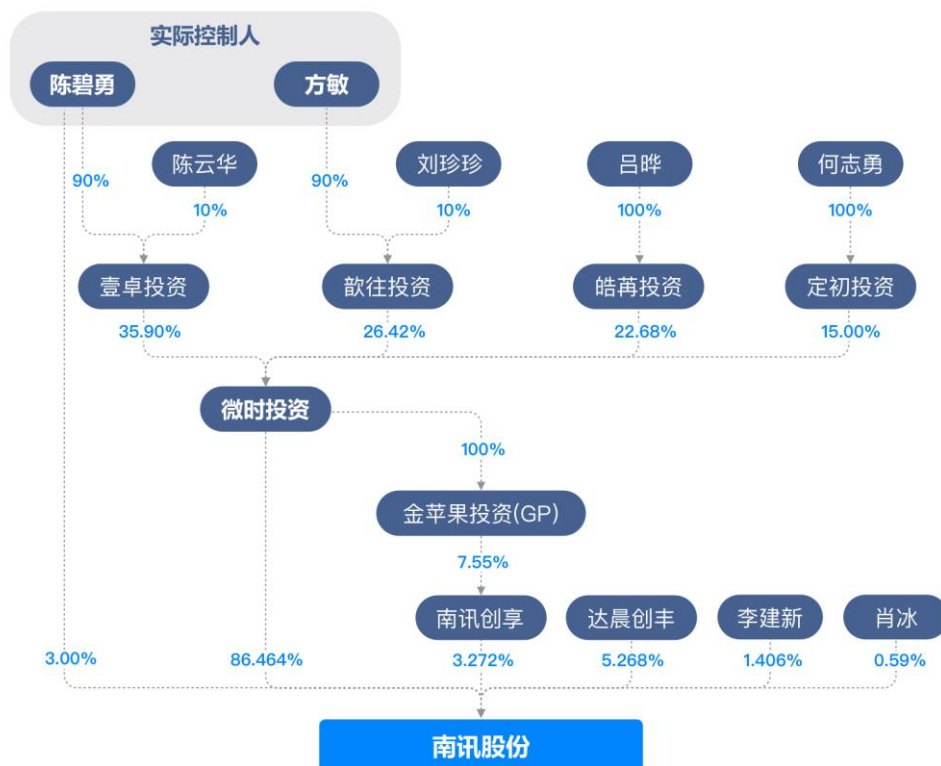 实际控制人
陈碧勇
方敏
陈云华
刘珍珍
吕晔
何志勇
90%
90%
10%
10%
100%
100%
壹卓投资
歆往投资
皓苒投资
定初投资
35.90%
26.42%
22.68%
15.00%
微时投资
100%
金苹果投资(GP)
7.55%
南讯创享
达晨创丰
李建新
肖冰
3.00%
86.464%
3.272%
5.268%
1.406%
0.59%
南讯股份